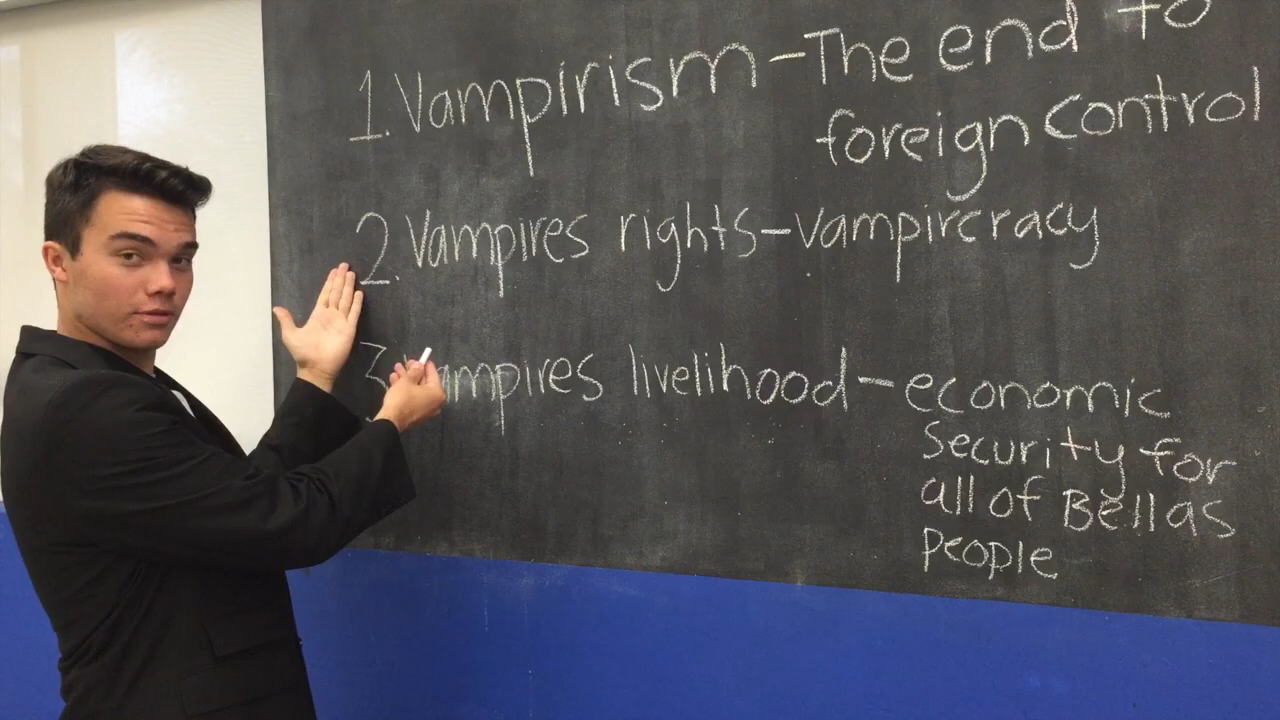 1. Vampirism - The end to
foreign control
2. Vampires rights - vampircracy
3. Vampires livelihood - economic
security for
all of Bellas
people